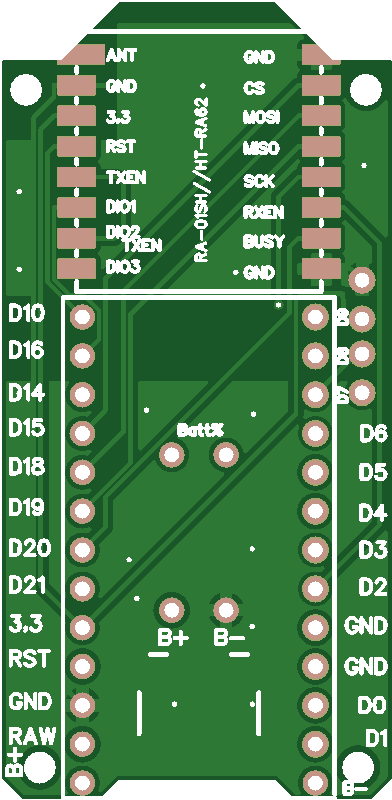 ANT
GND
3.3
RST
TXEN
DIO1
DIO2
TXEN
DIO3
GND
CS
MOSI
MISO
SCK
RXEN
BUSY
GND
RA-01SH//HT-RA62
D10
D16
D14
D15
D18
D19
D20
D21
3.3
RST
GND
RAW
B+
Batt%
D6
D5
D4
D3
D2
GND
GND
D0
D1
B-
B+
B-